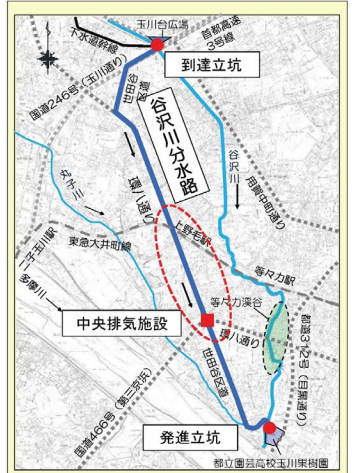 玉川台広場
下水道幹線
首都高速
3号線
到達立坑
国道246号(玉川通り)
世田谷
区道
谷沢川分水路
谷沢川
用賀中町通り
丸子川
環八通り
上野毛駅
東急大井町線
二子玉川駅
多摩川
等々力駅
等々力渓谷
中央排気施設
環八通り
都道312号(目黒通り)
世田谷区道
国道466号(第三京浜)
発進立坑
都立園芸高校玉川果樹園